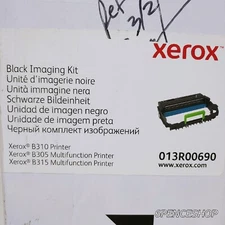 xerox™
Black Imaging Kit
Unité d'imagerie noire
Unità immagine nera
Schwarze Bildeinheit
Unidad de imagen negro
Unidade de imagem preta
Черный комплект изображений
Xerox® B310 Printer
Xerox® B305 Multifunction Printer
Xerox® B315 Multifunction Printer
013R00690
www.xerox.com
SPENCESHOP